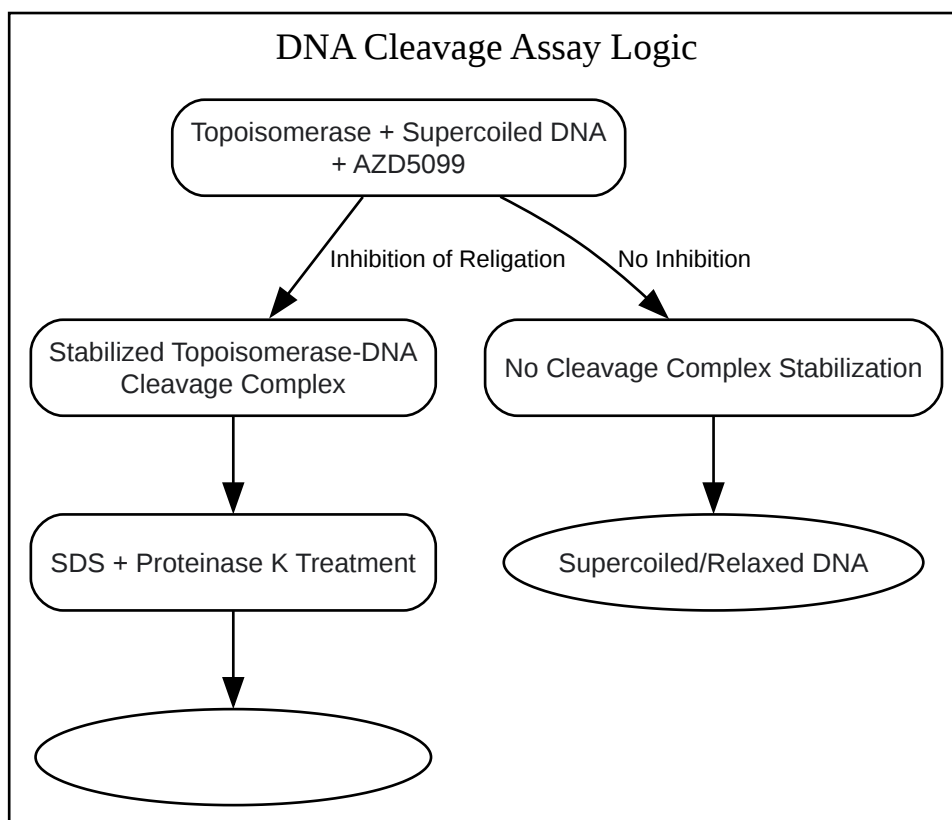 DNA Cleavage Assay Logic
Topoisomerase + Supercoiled DNA
+ AZD5099
Inhibition of Religation
No Inhibition
Stabilized Topoisomerase-DNA
Cleavage Complex
No Cleavage Complex Stabilization
SDS + Proteinase K Treatment
Supercoiled/Relaxed DNA